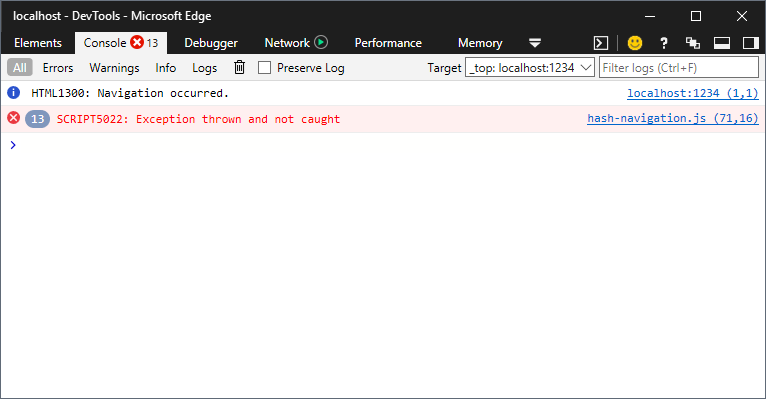 localhost - DevTools - Microsoft Edge
Elements Console 13 Debugger Network Performance Memory ?
All Errors Warnings Info Logs Preserve Log Target _top: localhost:1234 Filter logs (Ctrl+F)
HTML1300: Navigation occurred. localhost:1234 (1,1)
13 SCRIPT5022: Exception thrown and not caught hash-navigation.js (71,16)